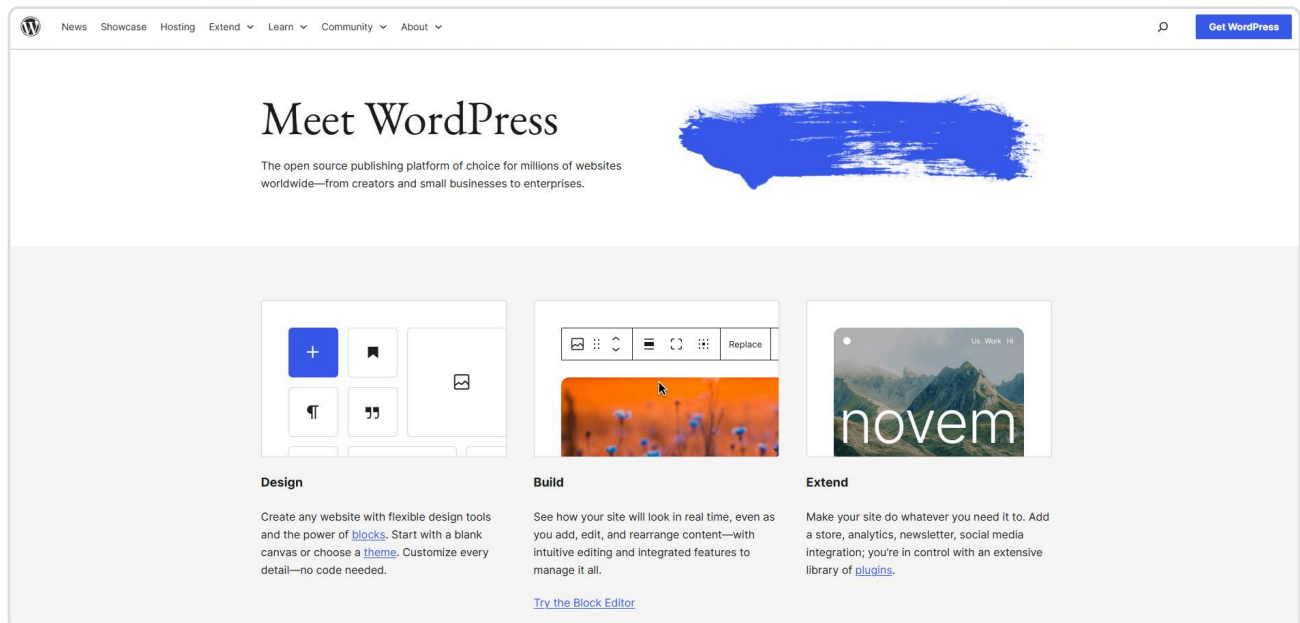 News Showcase Hosting Extend Learn Community About
Get WordPress
Meet WordPress
The open source publishing platform of choice for millions of websites
worldwide—from creators and small businesses to enterprises.
Replace
Us Work Hi
novem
Design
Create any website with flexible design tools
and the power of blocks. Start with a blank
canvas or choose a theme. Customize every
detail—no code needed.
Build
See how your site will look in real time, even as
you add, edit, and rearrange content—with
intuitive editing and integrated features to
manage it all.
Try the Block Editor
Extend
Make your site do whatever you need it to. Add
a store, analytics, newsletter, social media
integration; you’re in control with an extensive
library of plugins.